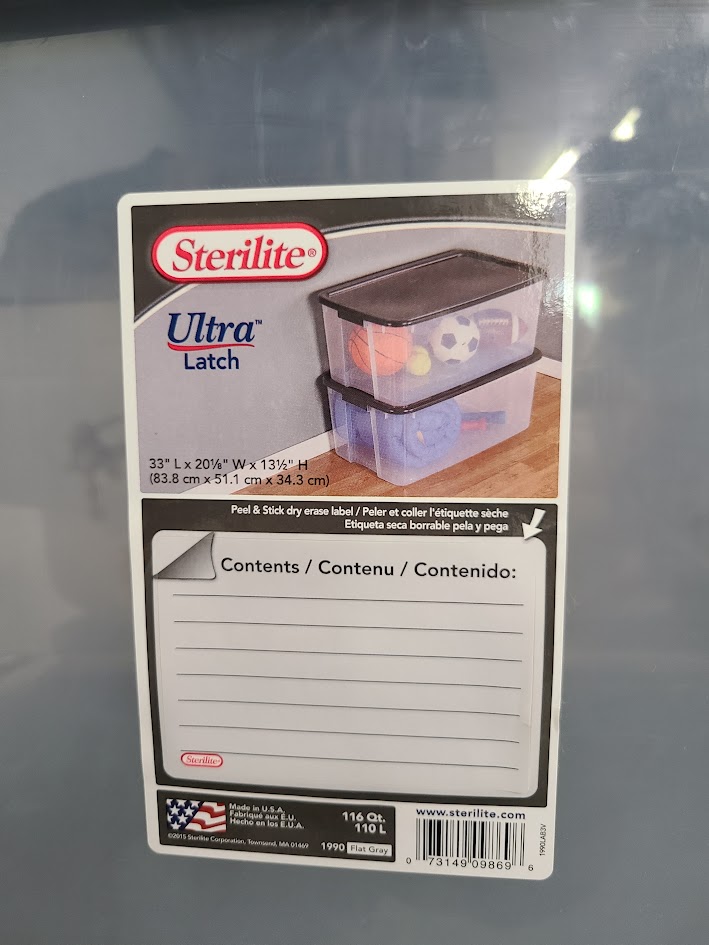 Sterilite®
Ultra™
Latch
33" L x 20⅛" W x 13½" H
(83.8 cm x 51.1 cm x 34.3 cm)
Peel & Stick dry erase label / Peler et coller l'étiquette sèche
Etiqueta seca borrable pela y pega
Contents / Contenu / Contenido:
Sterilite®
Made in U.S.A.
Fabriqué aux É.U.
Hecho en los E.U.A.
©2015 Sterilite Corporation, Townsend, MA 01469
116 Qt.
110 L
1990 Flat Gray
www.sterilite.com
0 73149 09869 6
1990LAB3V